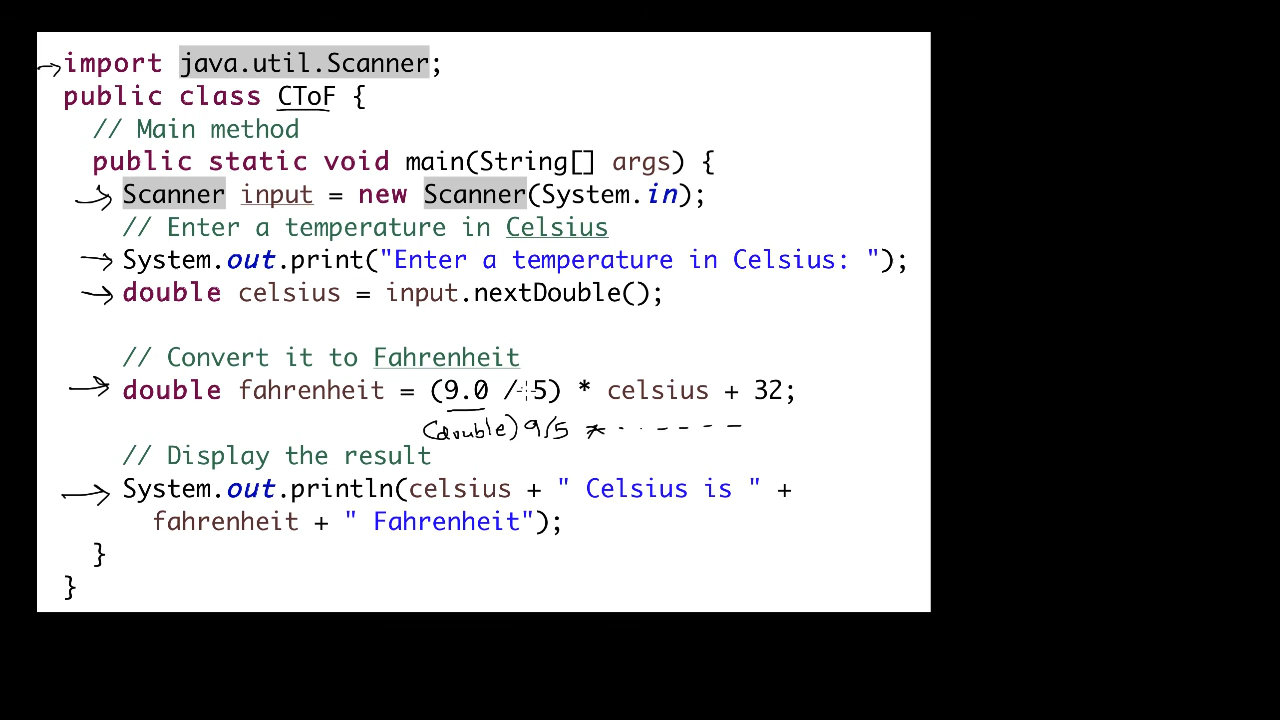 import java.util.Scanner;
public class CToF {
// Main method
public static void main(String[] args) {
Scanner input = new Scanner(System.in);
// Enter a temperature in Celsius
System.out.print("Enter a temperature in Celsius: ");
double celsius = input.nextDouble();
// Convert it to Fahrenheit
double fahrenheit = (9.0 / 5) * celsius + 32;
(double) 9/5 * - - - - - -
// Display the result
System.out.println(celsius + " Celsius is " +
fahrenheit + " Fahrenheit");
}
}